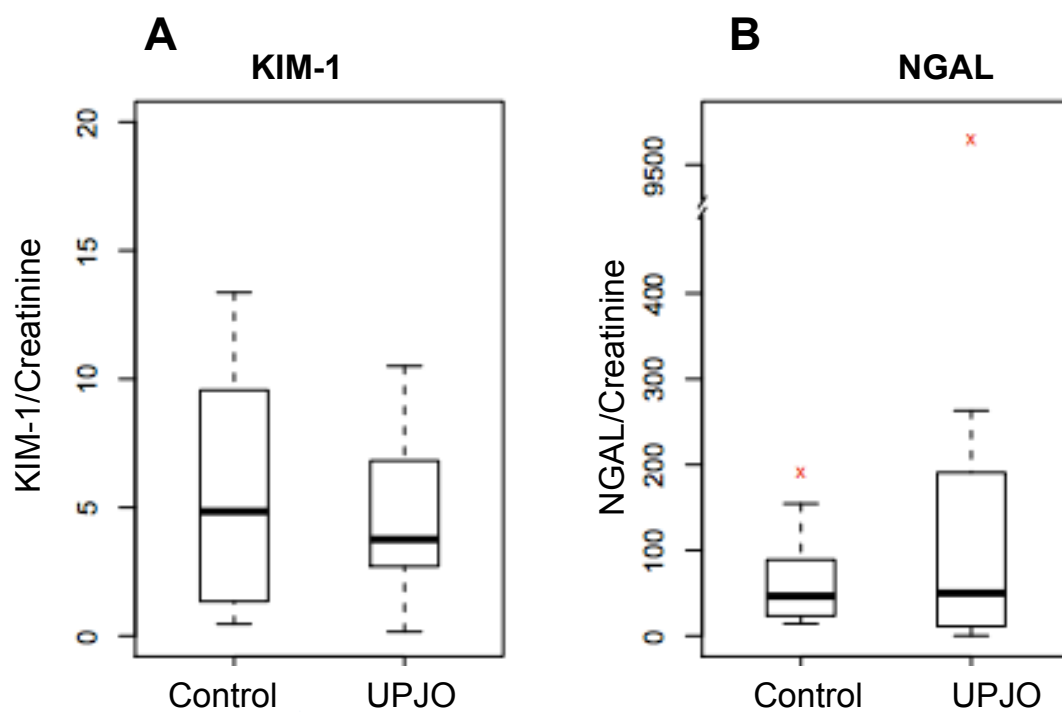 A
KIM-1
KIM-1/Creatinine
20
15
10
5
0
Control
UPJO
B
NGAL
NGAL/Creatinine
9500
400
300
200
100
0
Control
UPJO